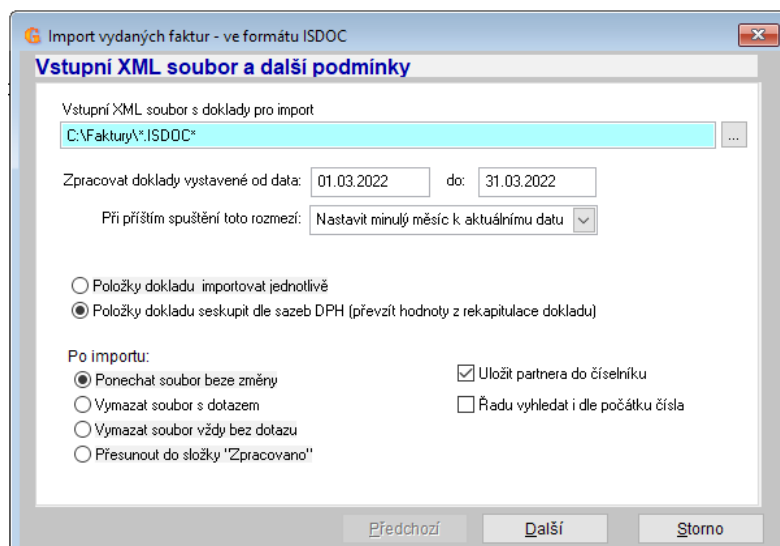 Import vydaných faktur - ve formátu ISDOC
Vstupní XML soubor a další podmínky
Vstupní XML soubor s doklady pro import
C:\Faktury\*.ISDOC*
...
Zpracovat doklady vystavené od data: 01.03.2022 do: 31.03.2022
Při příštím spuštění toto rozmezí: Nastavit minulý měsíc k aktuálnímu datu
Položky dokladu importovat jednotlivě
Položky dokladu seskupit dle sazeb DPH (převzít hodnoty z rekapitulace dokladu)
Po importu:
Ponechat soubor beze změny
Vymazat soubor s dotazem
Vymazat soubor vždy bez dotazu
Přesunout do složky "Zpracovano"
Uložit partnera do číselníku
Řadu vyhledat i dle počátku čísla
Předchozí Další Storno